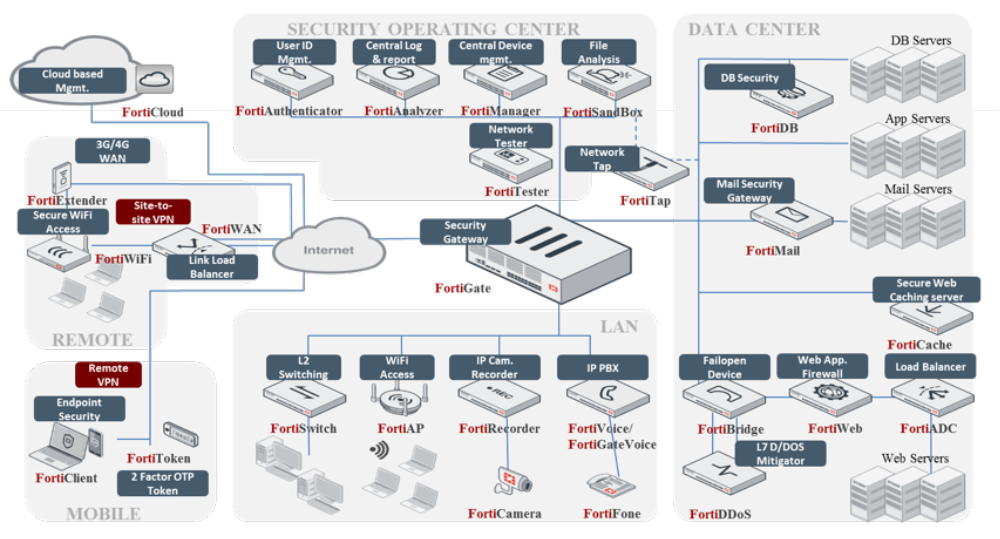 SECURITY OPERATING CENTER
DATA CENTER
User ID
Mgmt.
Central Log
& report
Central Device
mgmt.
File
Analysis
FortiAuthenticator
FortiAnalyzer
FortiManager
FortiSandBox
Cloud based
Mgmt.
FortiCloud
DB Servers
DB Security
FortiDB
App Servers
Network
Tester
FortiTester
Network
Tap
FortiTap
3G/4G
WAN
FortiExtender
Secure WiFi
Access
FortiWiFi
Site-to-
site VPN
FortiWAN
Link Load
Balancer
REMOTE
Internet
Security
Gateway
FortiGate
Mail Security
Gateway
FortiMail
Mail Servers
Secure Web
Caching server
FortiCache
LAN
L2
Switching
WiFi
Access
IP Cam.
Recorder
IP PBX
REC
FortiSwitch
FortiAP
FortiRecorder
FortiVoice/
FortiGateVoice
FortiCamera
FortiFone
Failopen
Device
Web App.
Firewall
Load Balancer
FortiBridge
FortiWeb
FortiADC
L7 D/DOS
Mitigator
FortiDDoS
Web Servers
Remote
VPN
Endpoint
Security
FortiClient
FortiToken
2 Factor OTP
Token
MOBILE